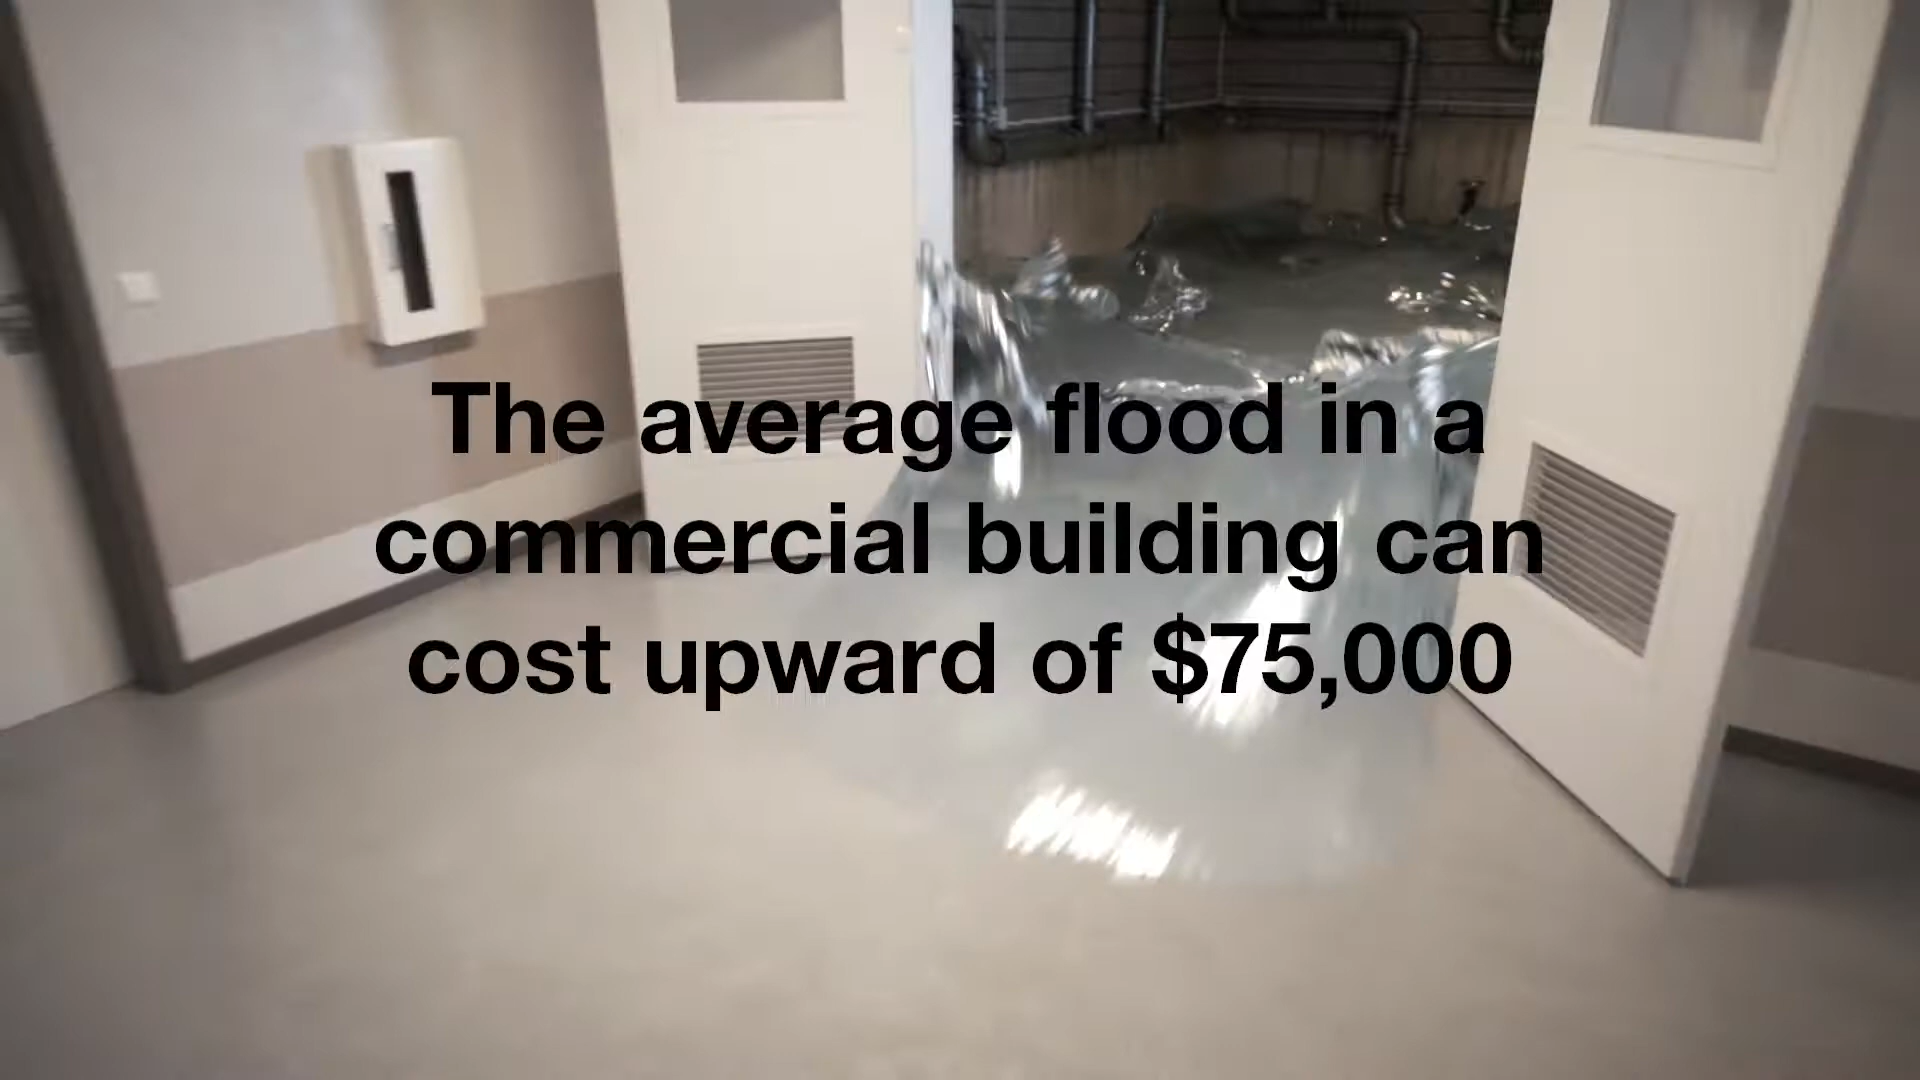 The average flood in a
commercial building can
cost upward of $75,000